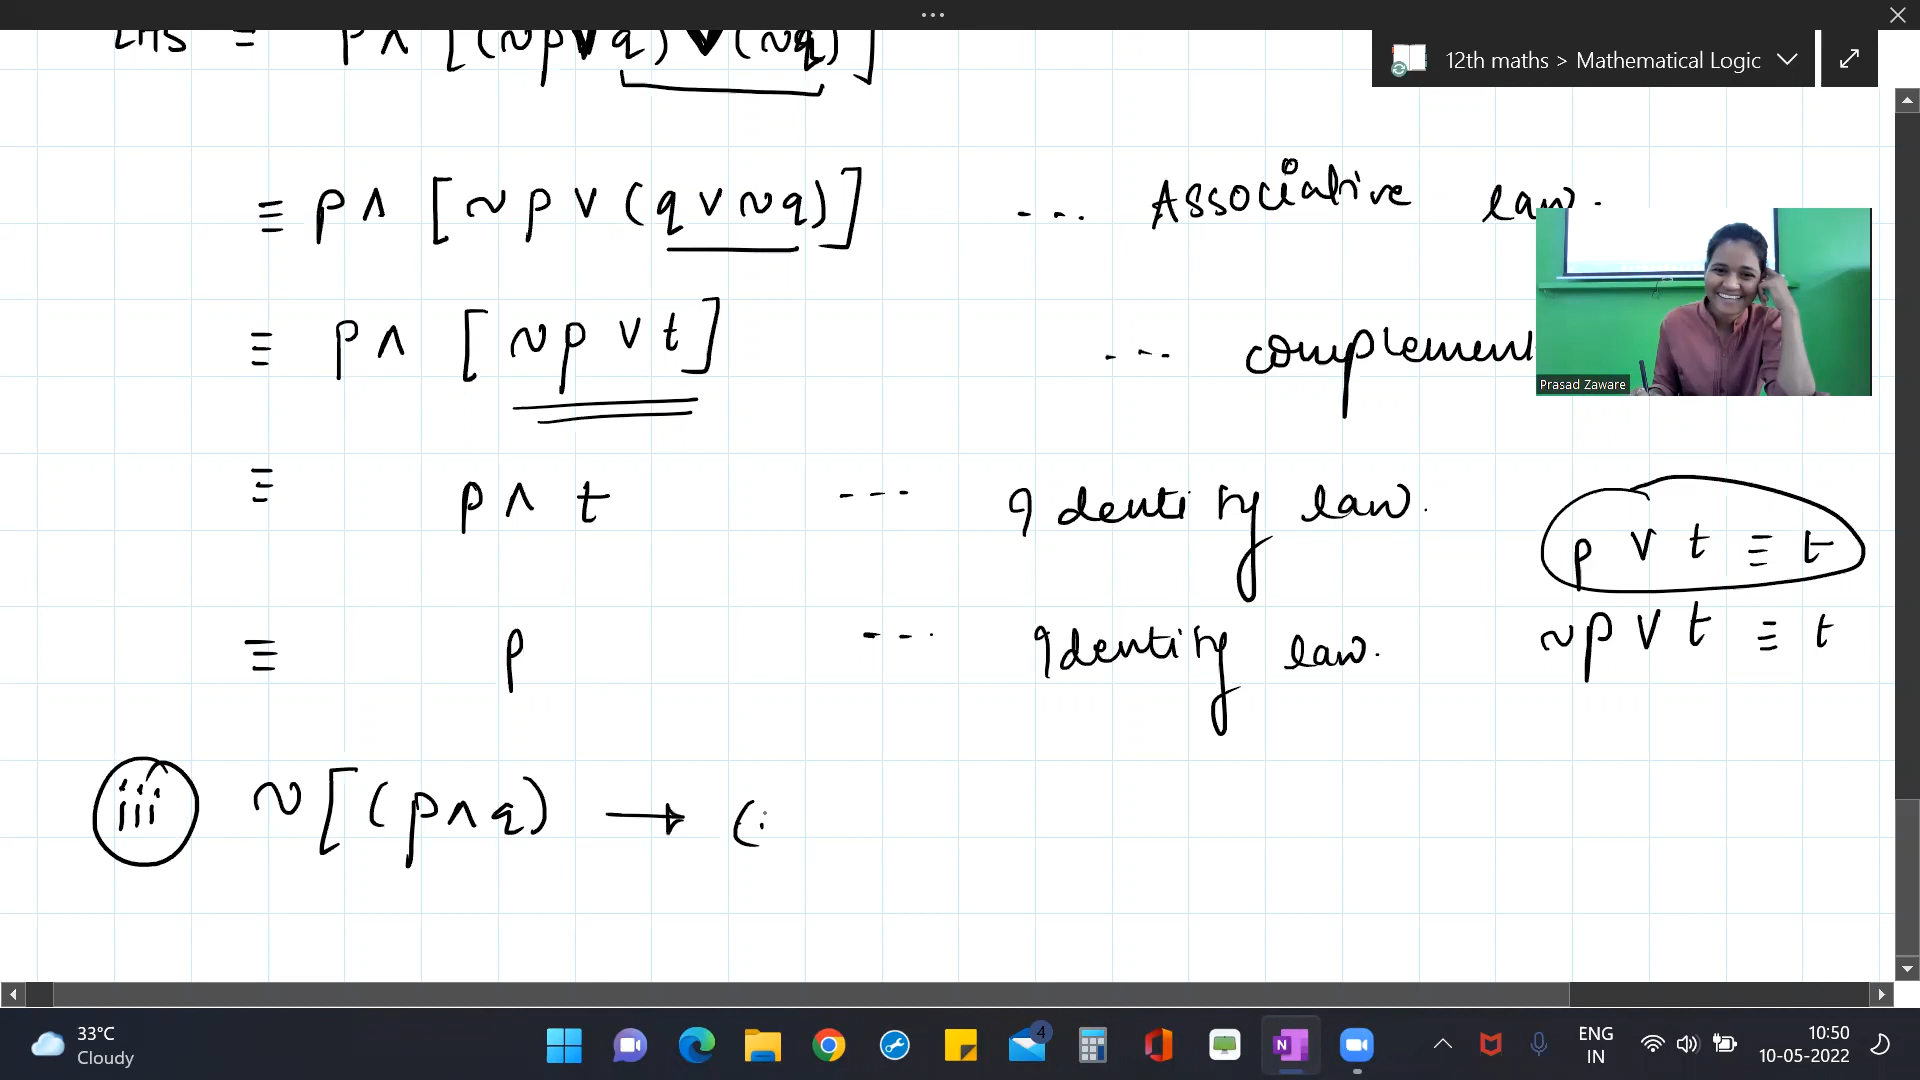 ...
12th maths > Mathematical Logic
LHS ≡ p ∧ [(~p ∨ q) ∨ (~q)]
≡ p ∧ [~p ∨ (q ∨ ~q)] --- Associative law.
≡ p ∧ [~p ∨ t] --- complement
Prasad Zaware
≡ p ∧ t --- Identity law.
p ∨ t ≡ t
≡ p --- Identity law.
~p ∨ t ≡ t
iii ~[(p ∧ q) → (
33°C
Cloudy
4
ENG
IN
10:50
10-05-2022